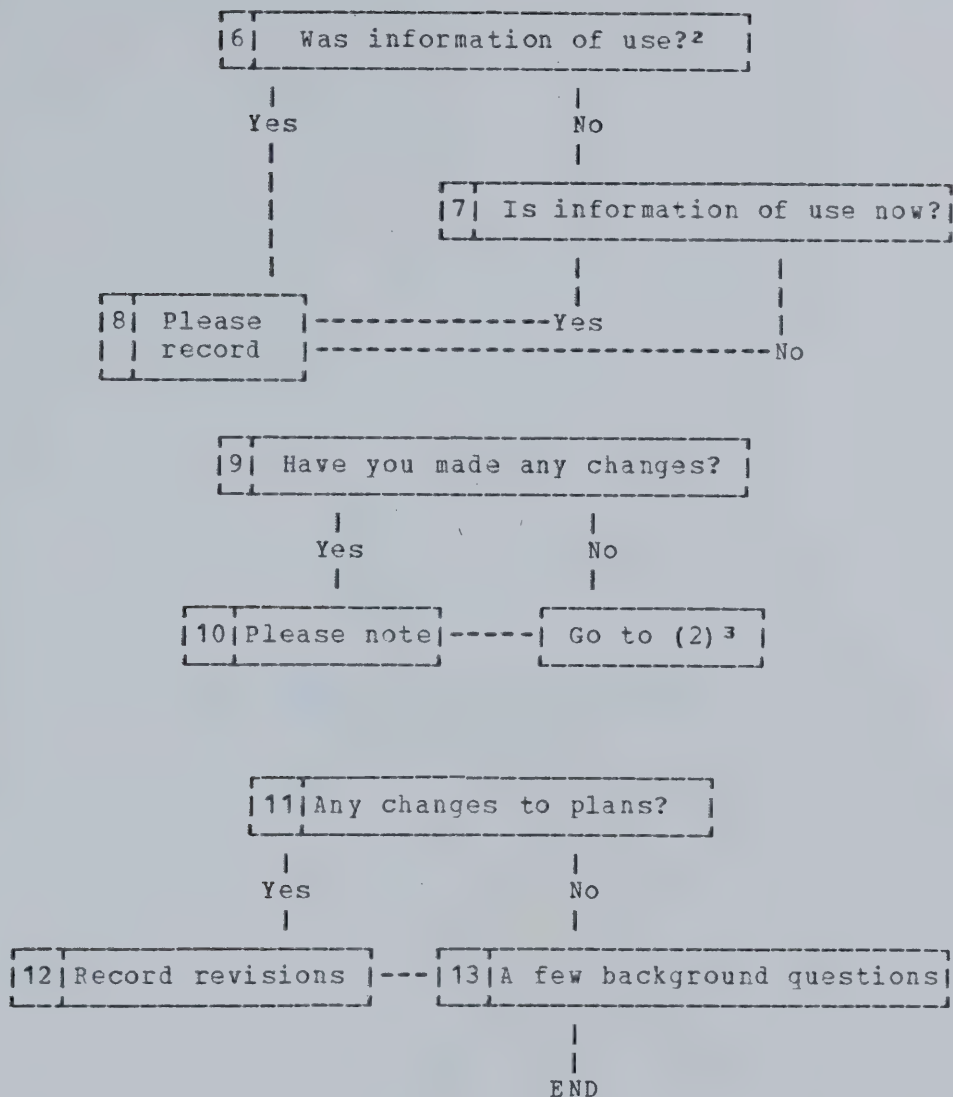 6 Was information of use?²
Yes No
7 Is information of use now?
8 Please Yes
record No
9 Have you made any changes?
Yes No
10 Please note Go to (2)³
11 Any changes to plans?
Yes No
12 Record revisions 13 A few background questions
END